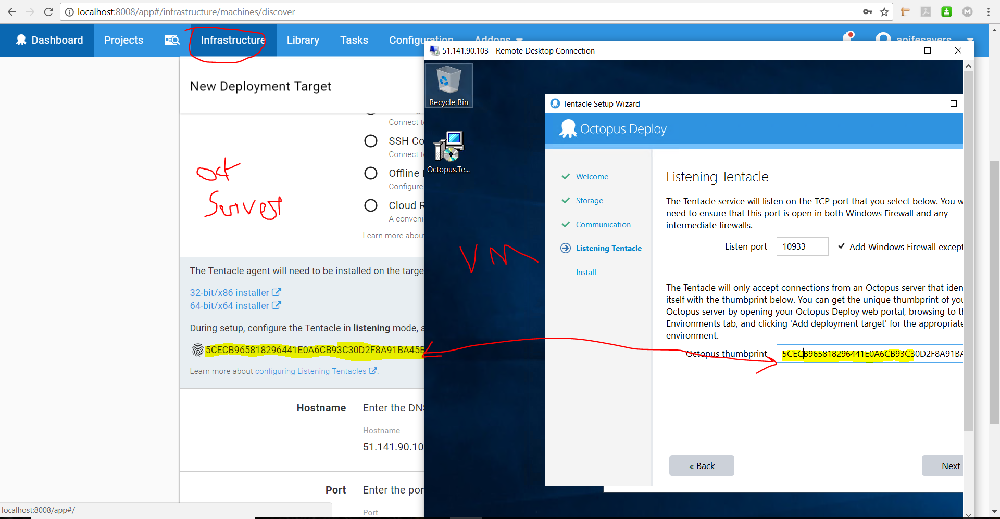 localhost:8008/app#/infrastructure/machines/discover
Dashboard
Projects
Infrastructure
Library
Tasks
Configuration
Addons
aoifesayers
New Deployment Target
Connect t
SSH Co
Connect t
Offline
Configure
Cloud R
A conveni
Learn more abou
oct
Server
The Tentacle agent will need to be installed on the targe
32-bit/x86 installer
64-bit/x64 installer
During setup, configure the Tentacle in listening mode, a
5CECB965818296441E0A6CB93C30D2F8A91BA45E
Learn more about configuring Listening Tentacles.
Hostname
Enter the DN
Hostname
51.141.90.10
Port
Enter the por
Port
localhost:8008/app#/
51.141.90.103 - Remote Desktop Connection
Recycle Bin
Octopus.Te...
VM
Tentacle Setup Wizard
Octopus Deploy
Welcome
Storage
Communication
Listening Tentacle
Install
Listening Tentacle
The Tentacle service will listen on the TCP port that you select below. You w
need to ensure that this port is open in both Windows Firewall and any
intermediate firewalls.
Listen port
10933
Add Windows Firewall except
The Tentacle will only accept connections from an Octopus server that iden
itself with the thumbprint below. You can get the unique thumbprint of you
Octopus server by opening your Octopus Deploy web portal, browsing to t
Environments tab, and clicking 'Add deployment target' for the appropriate
environment.
Octopus thumbprint
5CECB965818296441E0A6CB93C30D2F8A91BA
« Back
Next